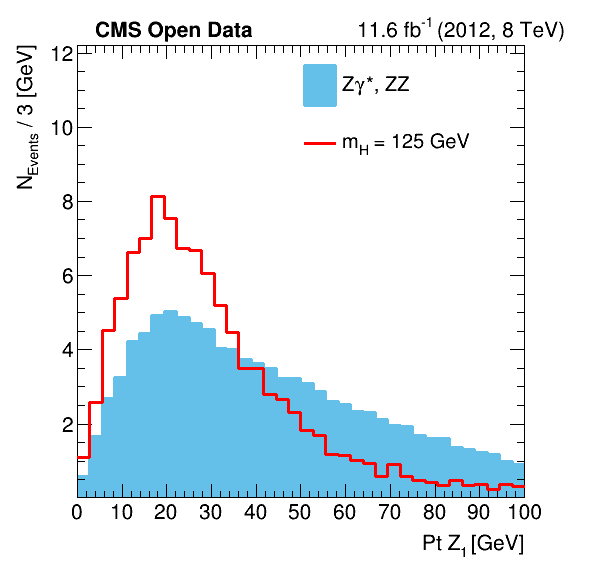 CMS Open Data 11.6 fb⁻¹ (2012, 8 TeV)
N_Events / 3 [GeV]
12
10
8
6
4
2
Zγ*, ZZ
m_H = 125 GeV
0 10 20 30 40 50 60 70 80 90 100
Pt Z₁ [GeV]